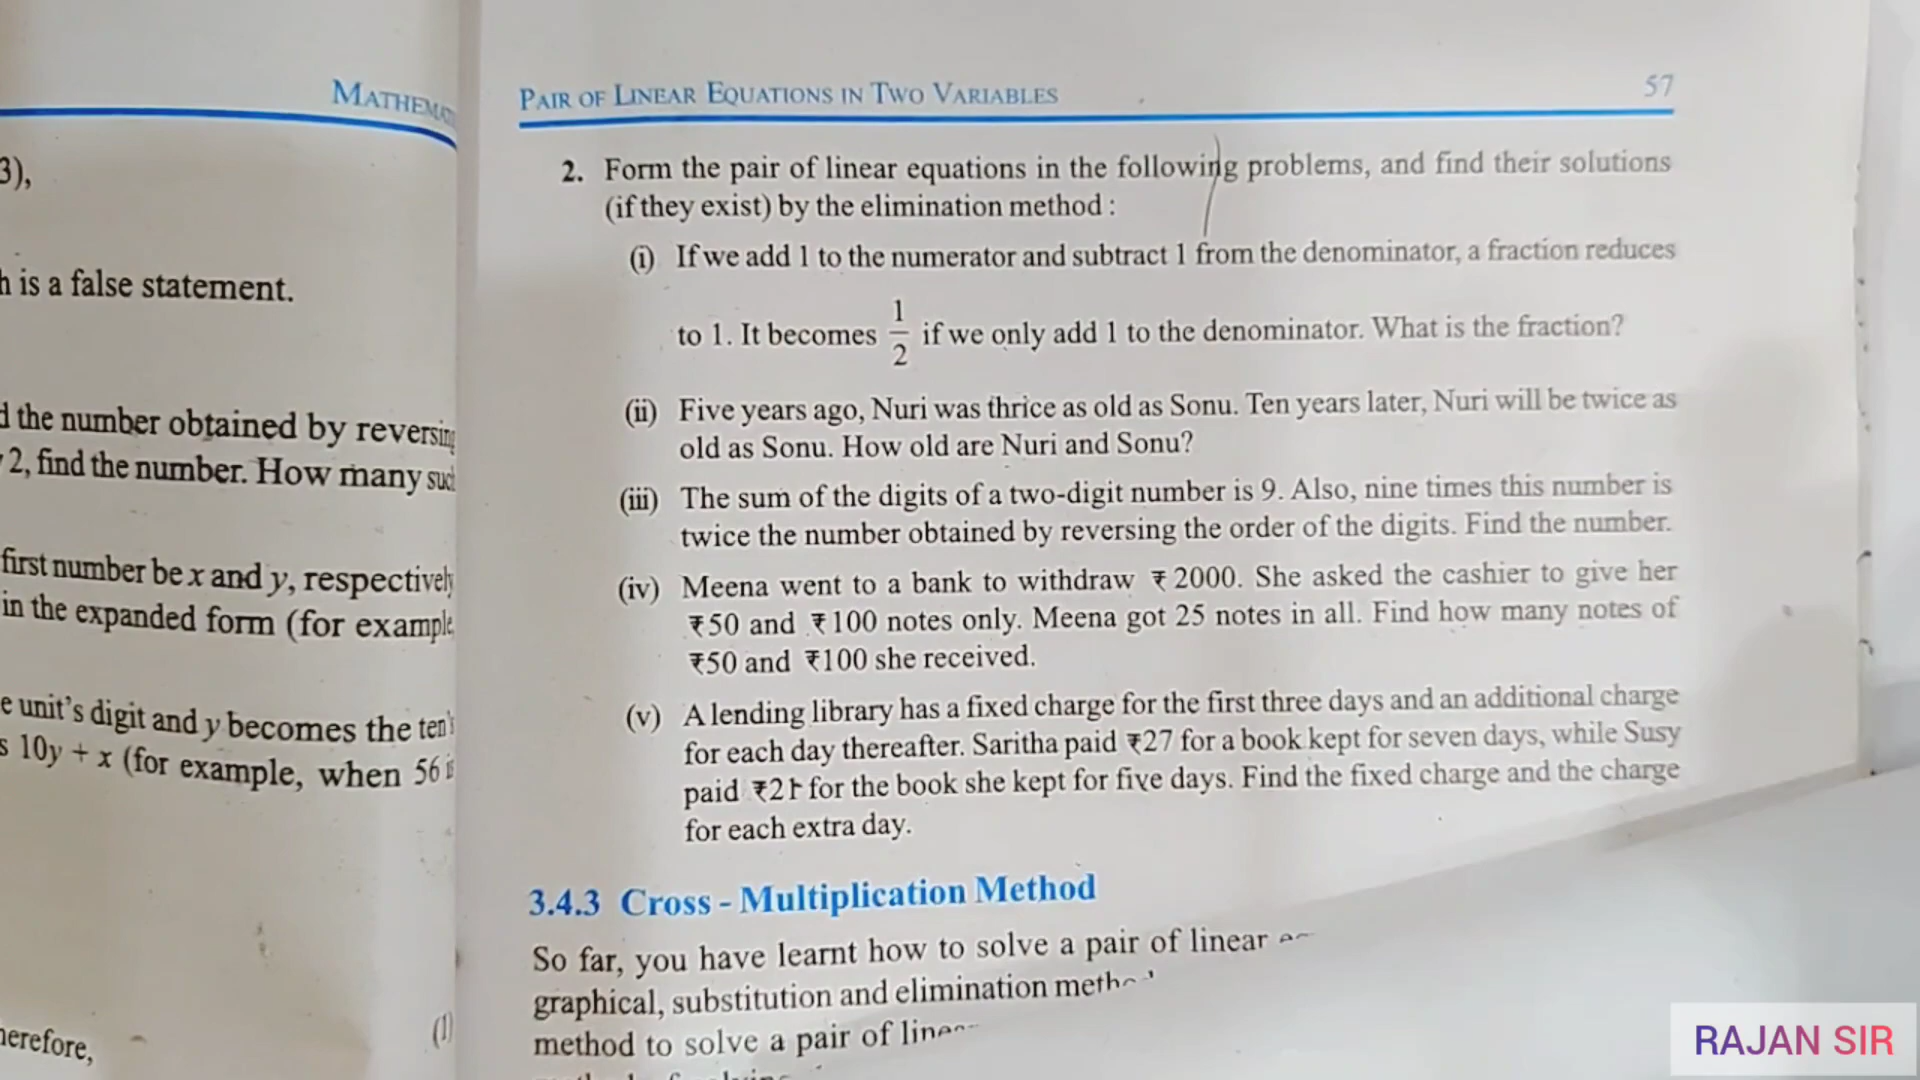 MATHEMAT
3),
h is a false statement.
d the number obtained by reversing
2, find the number. How many such
first number be x and y, respectively
in the expanded form (for example,
e unit's digit and y becomes the ten's
s 10y + x (for example, when 56 is
herefore,
(1)
PAIR OF LINEAR EQUATIONS IN TWO VARIABLES 57
2. Form the pair of linear equations in the following problems, and find their solutions
(if they exist) by the elimination method :
(i) If we add 1 to the numerator and subtract 1 from the denominator, a fraction reduces
to 1. It becomes 1/2 if we only add 1 to the denominator. What is the fraction?
(ii) Five years ago, Nuri was thrice as old as Sonu. Ten years later, Nuri will be twice as
old as Sonu. How old are Nuri and Sonu?
(iii) The sum of the digits of a two-digit number is 9. Also, nine times this number is
twice the number obtained by reversing the order of the digits. Find the number.
(iv) Meena went to a bank to withdraw ₹ 2000. She asked the cashier to give her
₹50 and ₹100 notes only. Meena got 25 notes in all. Find how many notes of
₹50 and ₹100 she received.
(v) A lending library has a fixed charge for the first three days and an additional charge
for each day thereafter. Saritha paid ₹27 for a book kept for seven days, while Susy
paid ₹21 for the book she kept for five days. Find the fixed charge and the charge
for each extra day.
3.4.3 Cross - Multiplication Method
So far, you have learnt how to solve a pair of linear
graphical, substitution and elimination
method to solve a pair of
RAJAN SIR